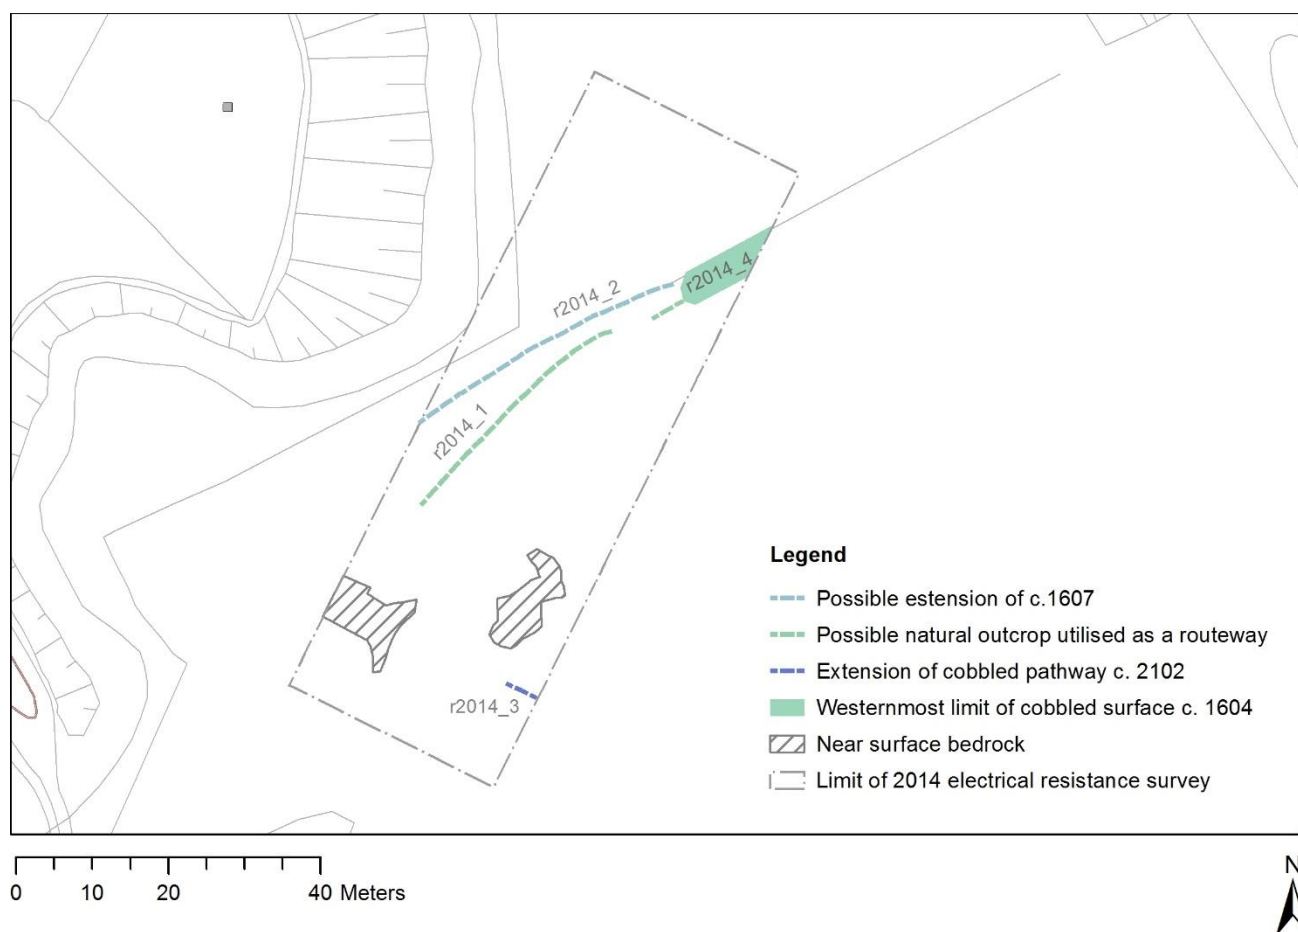 r2014_4
r2014_2
r2014_1
r2014_3
Legend
Possible estension of c.1607
Possible natural outcrop utilised as a routeway
Extension of cobbled pathway c. 2102
Westernmost limit of cobbled surface c. 1604
Near surface bedrock
Limit of 2014 electrical resistance survey
0 10 20 40 Meters
N